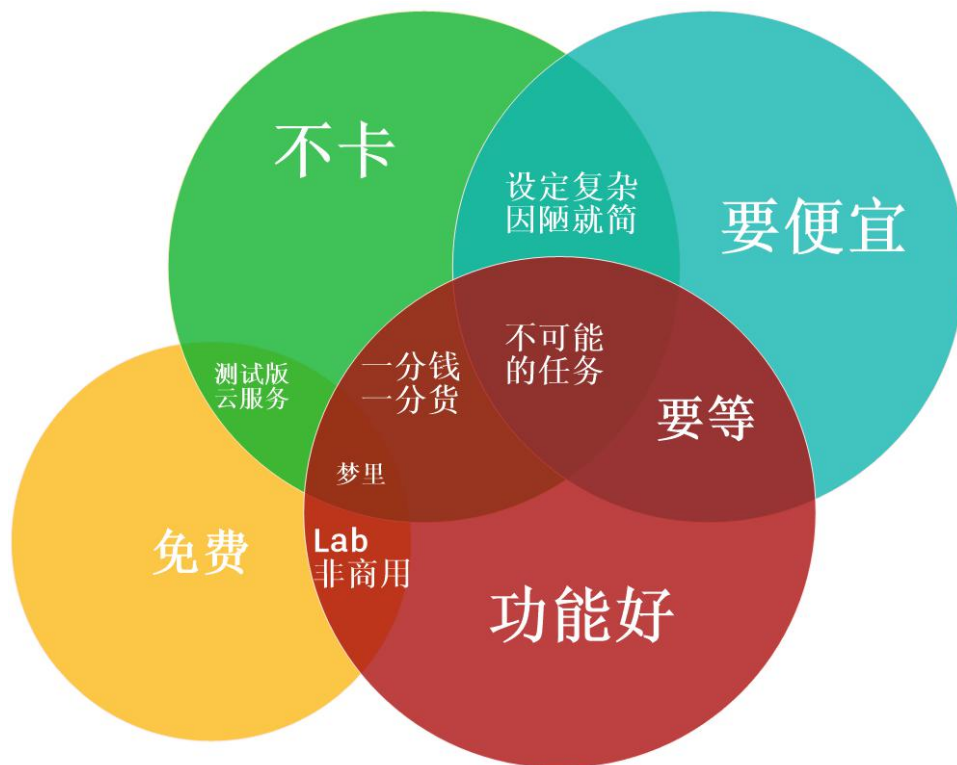 不卡
设定复杂
因陋就简
要便宜
一分钱
一分货
不可能
的任务
测试版
云服务
要等
梦里
免费
Lab
非商用
功能好